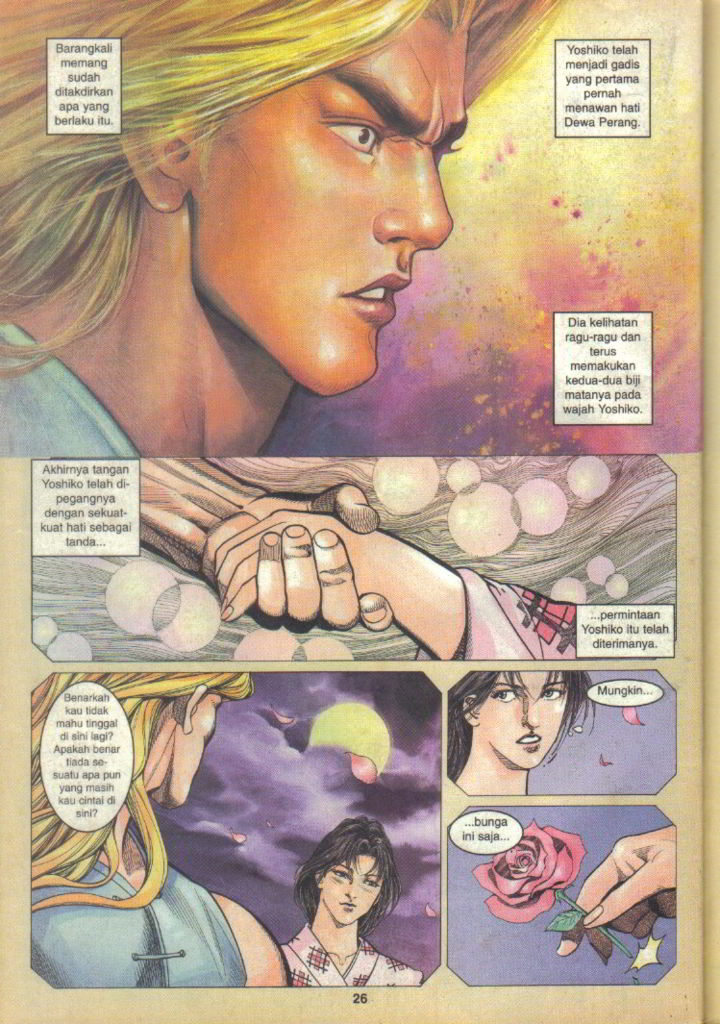 Barangkali
memang
sudah
ditakdirkan
apa yang
berlaku itu.
Yoshiko telah
menjadi gadis
yang pertama
pernah
menawan hati
Dewa Perang.
Dia kelihatan
ragu-ragu dan
terus
memakukan
kedua-dua biji
matanya pada
wajah Yoshiko.
Akhirnya tangan
Yoshiko telah di-
pegangnya
dengan sekuat-
kuat hati sebagai
tanda...
...permintaan
Yoshiko itu telah
diterimanya.
Benarkah
kau tidak
mahu tinggal
di sini lagi?
Apakah benar
tiada se-
suatu apa pun
yang masih
kau cintai di
sini?
Mungkin...
...bunga
ini saja...
26